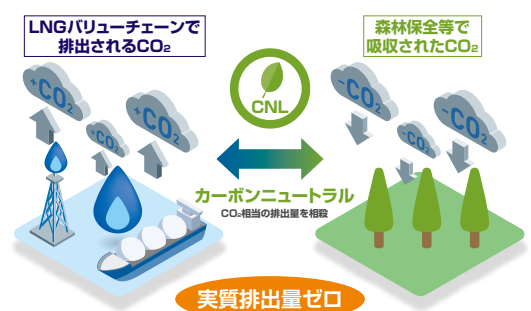 LNGバリューチェーンで
排出されるCO₂
森林保全等で
吸収されたCO₂
CNL
+CO₂
+CO₂
+CO₂
-CO₂
-CO₂
-CO₂
カーボンニュートラル
CO₂相当の排出量を相殺
実質排出量ゼロ